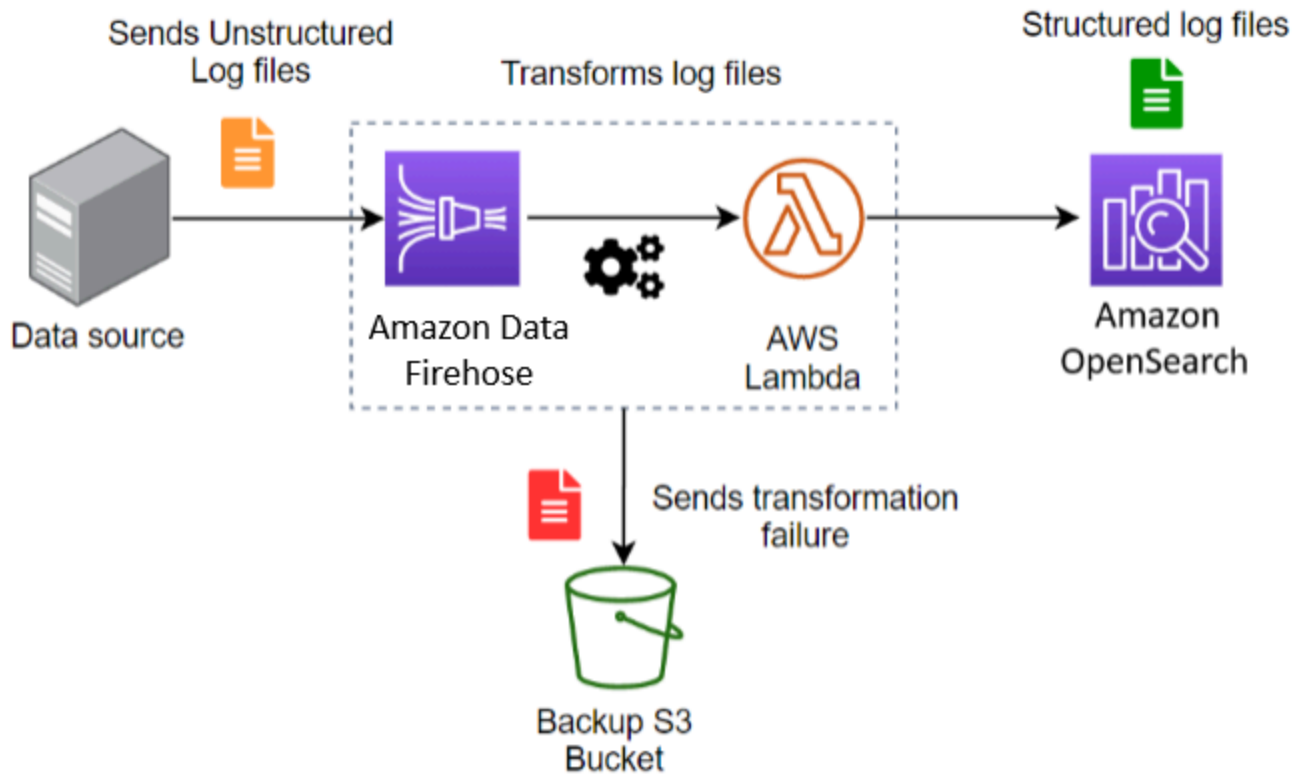 Sends Unstructured
Log files
Transforms log files
Structured log files
Data source
Amazon Data
Firehose
AWS
Lambda
Amazon
OpenSearch
Sends transformation
failure
Backup S3
Bucket